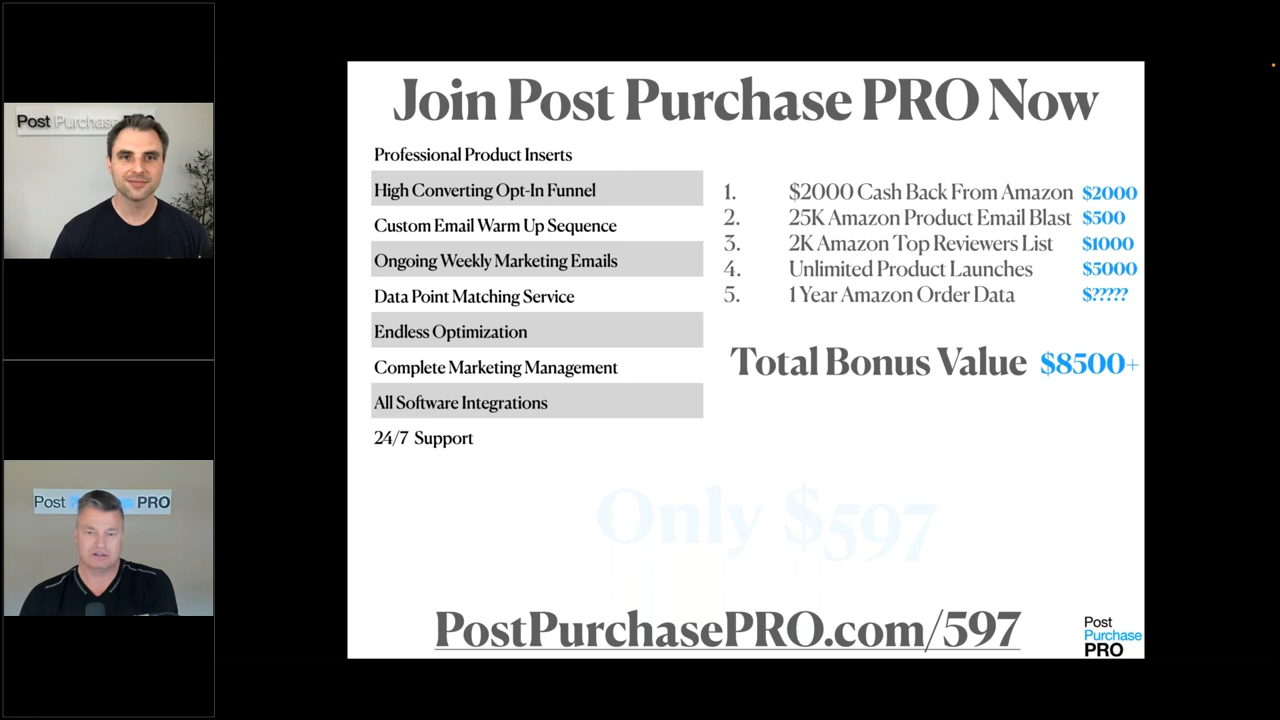 Post Purchase PRO
Post Purchase PRO
Join Post Purchase PRO Now
Professional Product Inserts
High Converting Opt-In Funnel
Custom Email Warm Up Sequence
Ongoing Weekly Marketing Emails
Data Point Matching Service
Endless Optimization
Complete Marketing Management
All Software Integrations
24/7 Support
1. $2000 Cash Back From Amazon $2000
2. 25K Amazon Product Email Blast $500
3. 2K Amazon Top Reviewers List $1000
4. Unlimited Product Launches $5000
5. 1 Year Amazon Order Data $?????
Total Bonus Value $8500+
Only $597
PostPurchasePRO.com/597
Post
Purchase
PRO